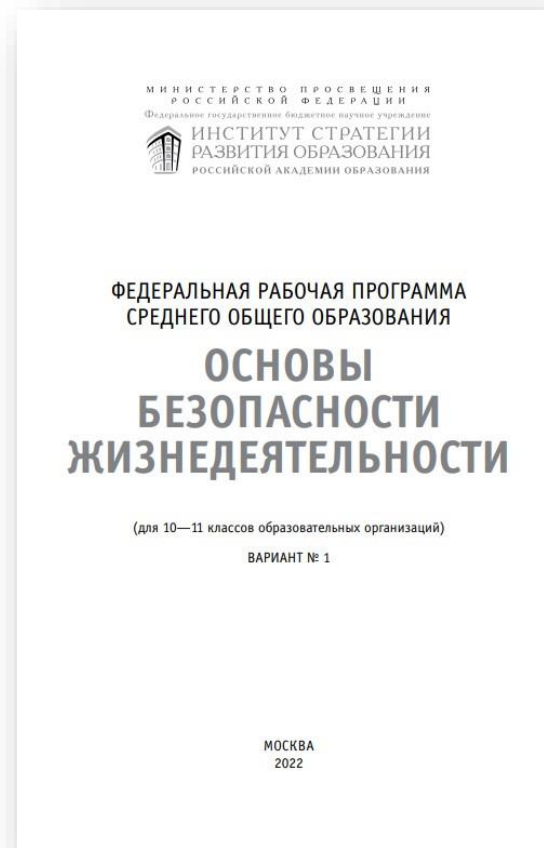 МИНИСТЕРСТВО ПРОСВЕЩЕНИЯ
РОССИЙСКОЙ ФЕДЕРАЦИИ
Федеральное государственное бюджетное научное учреждение
ИНСТИТУТ СТРАТЕГИИ
РАЗВИТИЯ ОБРАЗОВАНИЯ
РОССИЙСКОЙ АКАДЕМИИ ОБРАЗОВАНИЯ
ФЕДЕРАЛЬНАЯ РАБОЧАЯ ПРОГРАММА
СРЕДНЕГО ОБЩЕГО ОБРАЗОВАНИЯ
ОСНОВЫ
БЕЗОПАСНОСТИ
ЖИЗНЕДЕЯТЕЛЬНОСТИ
(для 10—11 классов образовательных организаций)
ВАРИАНТ № 1
МОСКВА
2022